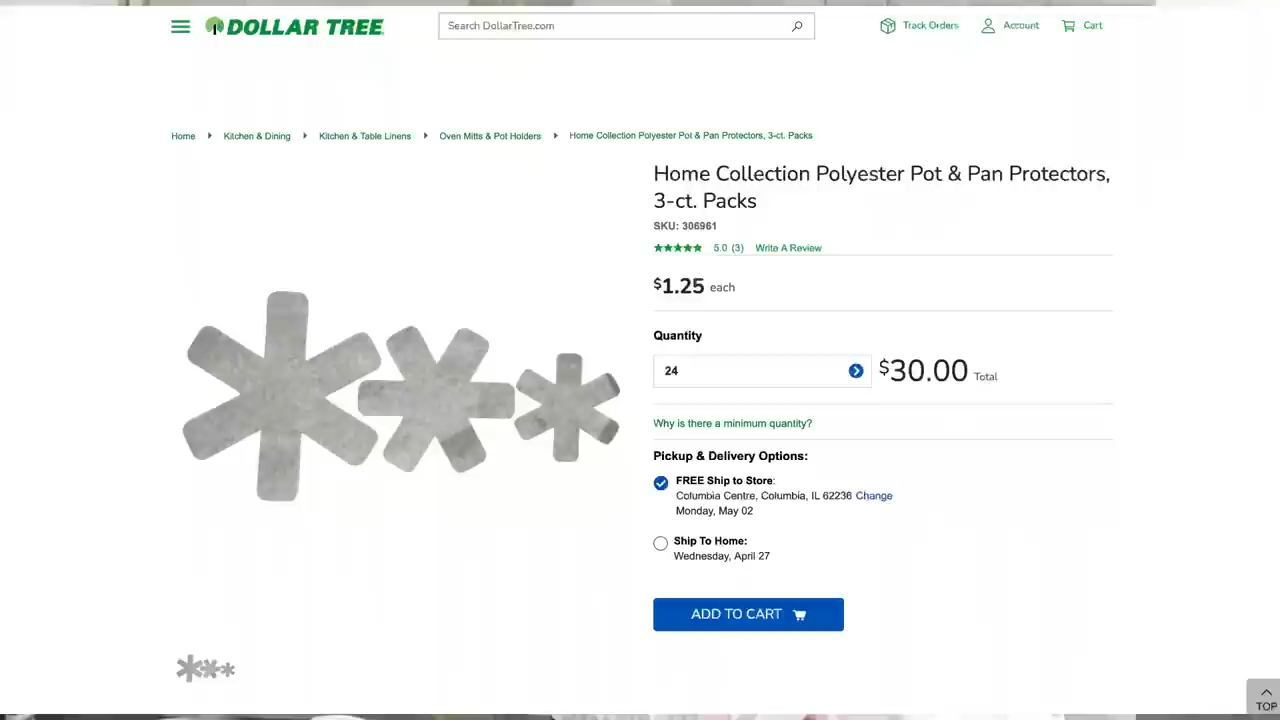 DOLLAR TREE
Search DollarTree.com
Track Orders
Account
Cart
Home
Kitchen & Dining
Kitchen & Table Linens
Oven Mitts & Pot Holders
Home Collection Polyester Pot & Pan Protectors, 3-ct. Packs
Home Collection Polyester Pot & Pan Protectors,
3-ct. Packs
SKU: 306961
5.0 (3) Write A Review
$1.25 each
Quantity
24
$30.00 Total
Why is there a minimum quantity?
Pickup & Delivery Options:
FREE Ship to Store:
Columbia Centre, Columbia, IL 62236 Change
Monday, May 02
Ship To Home:
Wednesday, April 27
ADD TO CART
TOP